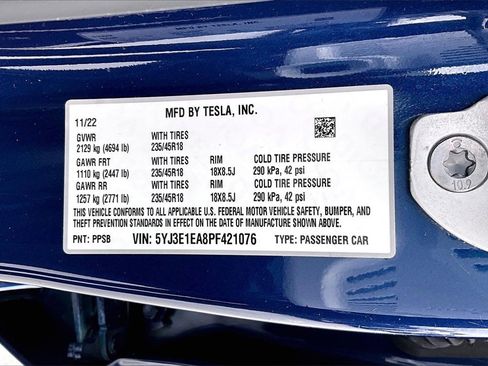 MFD BY TESLA, INC.
11/22
GVWR WITH TIRES
2129 kg (4694 lb) 235/45R18
GAWR FRT WITH TIRES RIM COLD TIRE PRESSURE
1110 kg (2447 lb) 235/45R18 18X8.5J 290 kPa, 42 psi
GAWR RR WITH TIRES RIM COLD TIRE PRESSURE
1257 kg (2771 lb) 235/45R18 18X8.5J 290 kPa, 42 psi
THIS VEHICLE CONFORMS TO ALL APPLICABLE U.S. FEDERAL MOTOR VEHICLE SAFETY, BUMPER, AND
THEFT PREVENTION STANDARDS IN EFFECT ON THE DATE OF MANUFACTURE SHOWN ABOVE.
PNT: PPSB VIN: 5YJ3E1EA8PF421076 TYPE: PASSENGER CAR
10.9